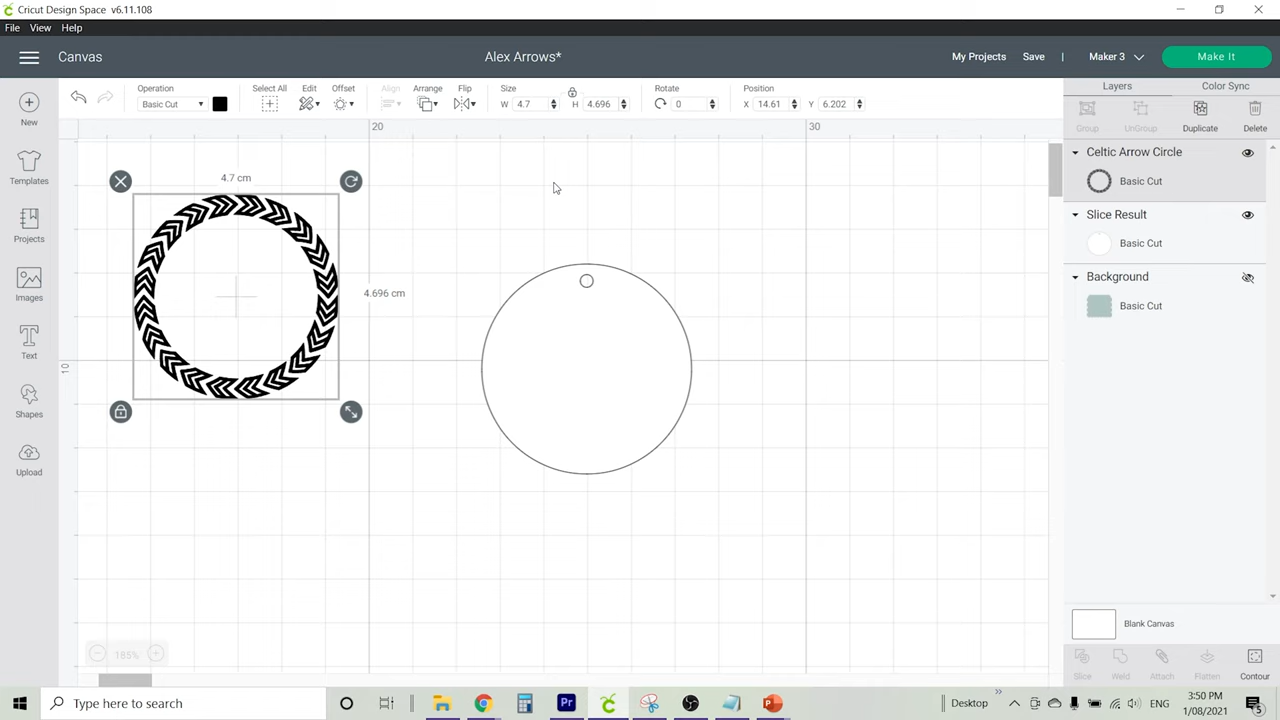 Cricut Design Space v6.11.108
File View Help
Canvas
Alex Arrows*
My Projects Save | Maker 3 Make It
Operation
Basic Cut
Select All
Edit
Offset
Align
Arrange
Flip
Size
W 4.7 H 4.696
Rotate
0
Position
X 14.61 Y 6.202
Layers Color Sync
Group UnGroup Duplicate Delete
New
Templates
Projects
Images
Text
Shapes
Upload
20 30
10
4.7 cm
4.696 cm
Celtic Arrow Circle
Basic Cut
Slice Result
Basic Cut
Background
Basic Cut
Blank Canvas
185%
Slice Weld Attach Flatten Contour
Type here to search
Pr
Desktop
ENG
3:50 PM
1/08/2021
5